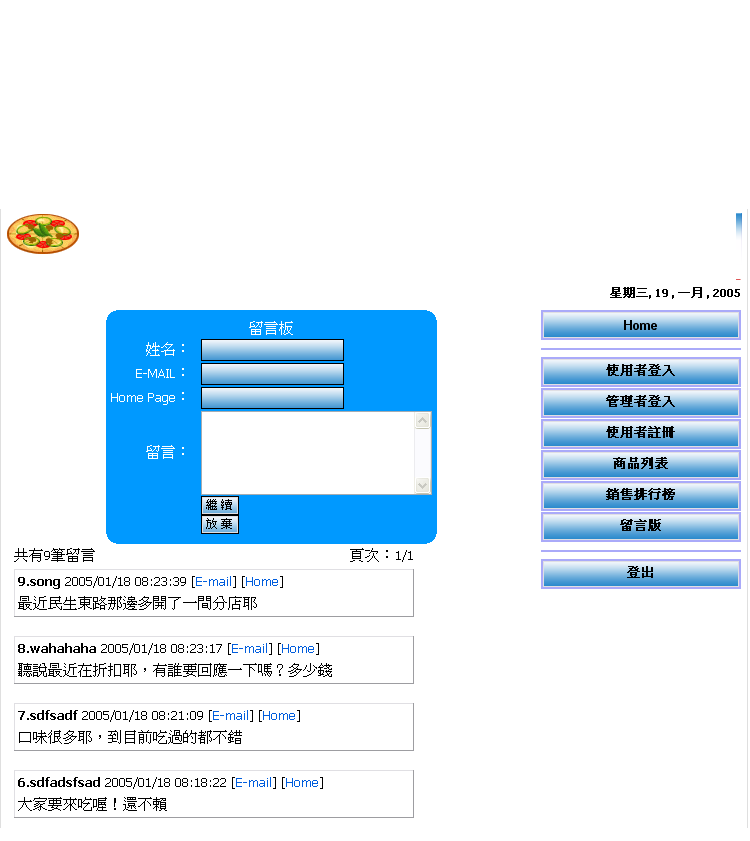 星期三, 19 , 一月 , 2005
留言板
姓名：
E-MAIL：
Home Page：
留言：
繼 續
放 棄
Home
使用者登入
管理者登入
使用者註冊
商品列表
銷售排行榜
留言版
登出
共有9筆留言 頁次：1/1
9.song 2005/01/18 08:23:39 [E-mail] [Home]
最近民生東路那邊多開了一間分店耶
8.wahahaha 2005/01/18 08:23:17 [E-mail] [Home]
聽說最近在折扣耶，有誰要回應一下嗎？多少錢
7.sdfsadf 2005/01/18 08:21:09 [E-mail] [Home]
口味很多耶，到目前吃過的都不錯
6.sdfadsfsad 2005/01/18 08:18:22 [E-mail] [Home]
大家要來吃喔！還不賴